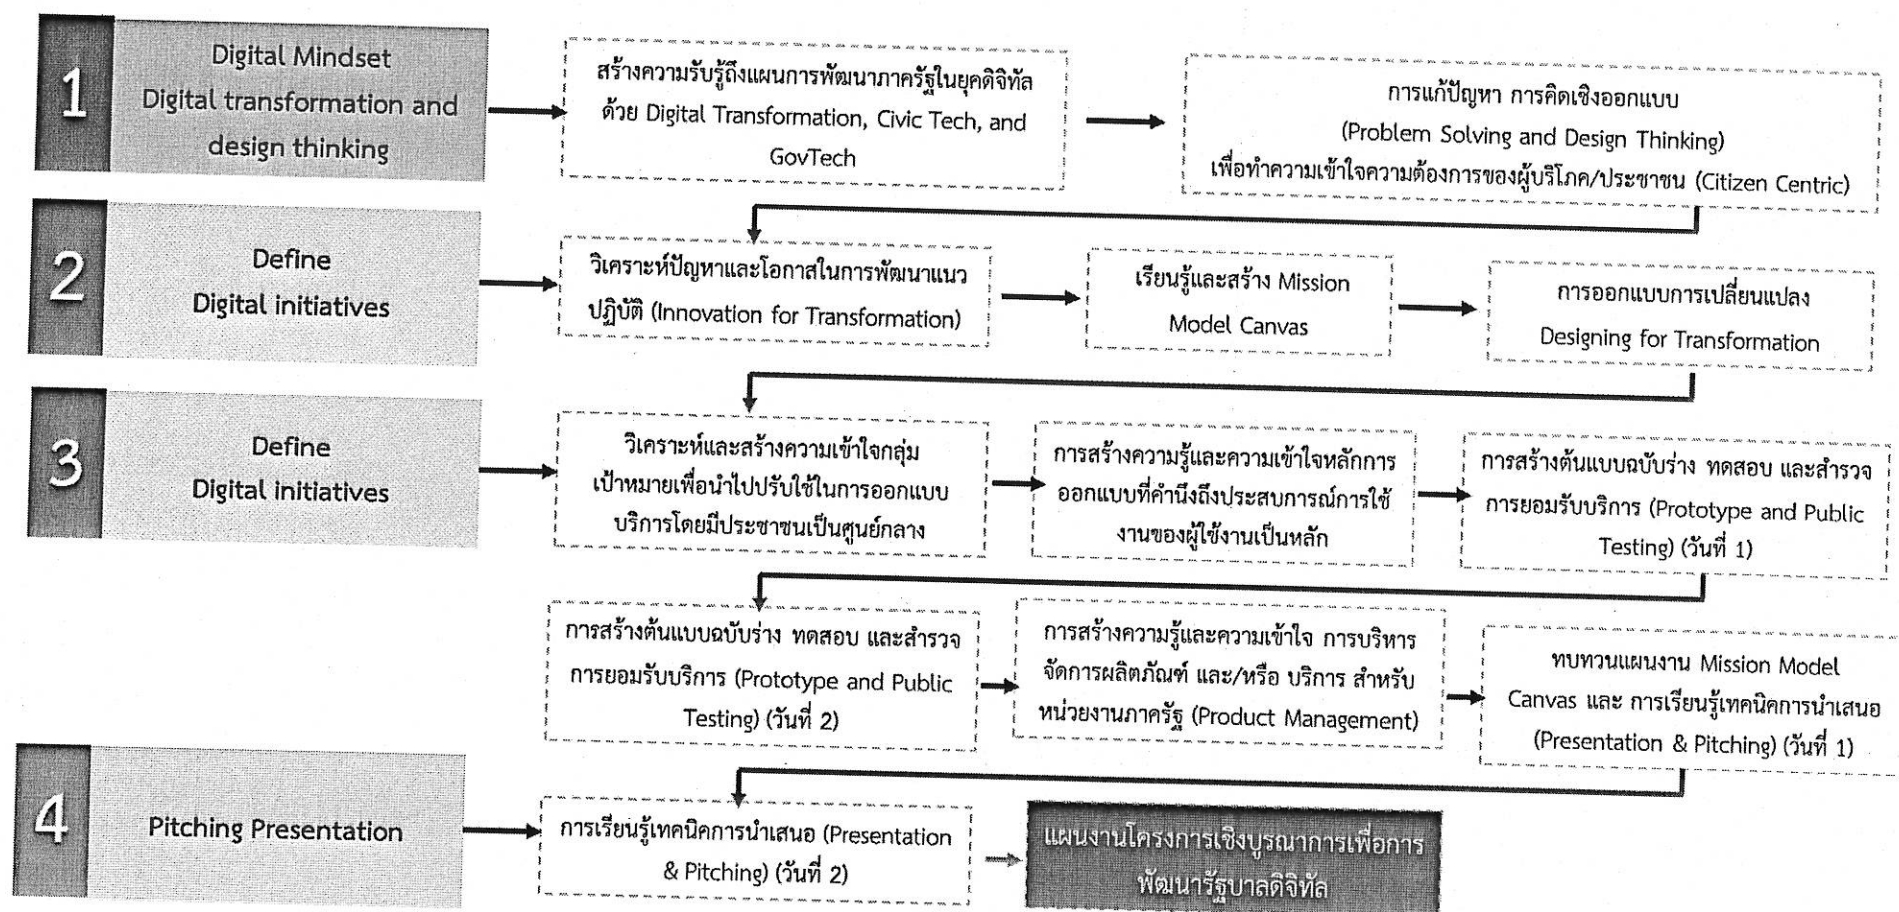 1
Digital Mindset
Digital transformation and
design thinking
สร้างความรับรู้ถึงแผนการพัฒนาภาครัฐในยุคดิจิทัล
ด้วย Digital Transformation, Civic Tech, and
GovTech
การแก้ปัญหา การคิดเชิงออกแบบ
(Problem Solving and Design Thinking)
เพื่อทำความเข้าใจความต้องการของผู้บริโภค/ประชาชน (Citizen Centric)
2
Define
Digital initiatives
วิเคราะห์ปัญหาและโอกาสในการพัฒนาแนว
ปฏิบัติ (Innovation for Transformation)
เรียนรู้และสร้าง Mission
Model Canvas
การออกแบบการเปลี่ยนแปลง
Designing for Transformation
3
Define
Digital initiatives
วิเคราะห์และสร้างความเข้าใจกลุ่ม
เป้าหมายเพื่อนำไปปรับใช้ในการออกแบบ
บริการโดยมีประชาชนเป็นศูนย์กลาง
การสร้างความรู้และความเข้าใจหลักการ
ออกแบบที่คำนึงถึงประสบการณ์การใช้
งานของผู้ใช้งานเป็นหลัก
การสร้างต้นแบบฉบับร่าง ทดสอบ และสำรวจ
การยอมรับบริการ (Prototype and Public
Testing) (วันที่ 1)
การสร้างต้นแบบฉบับร่าง ทดสอบ และสำรวจ
การยอมรับบริการ (Prototype and Public
Testing) (วันที่ 2)
การสร้างความรู้และความเข้าใจ การบริหาร
จัดการผลิตภัณฑ์ และ/หรือ บริการ สำหรับ
หน่วยงานภาครัฐ (Product Management)
ทบทวนแผนงาน Mission Model
Canvas และ การเรียนรู้เทคนิคการนำเสนอ
(Presentation & Pitching) (วันที่ 1)
4
Pitching Presentation
การเรียนรู้เทคนิคการนำเสนอ (Presentation
& Pitching) (วันที่ 2)
แผนงานโครงการเชิงบูรณาการเพื่อการ
พัฒนารัฐบาลดิจิทัล